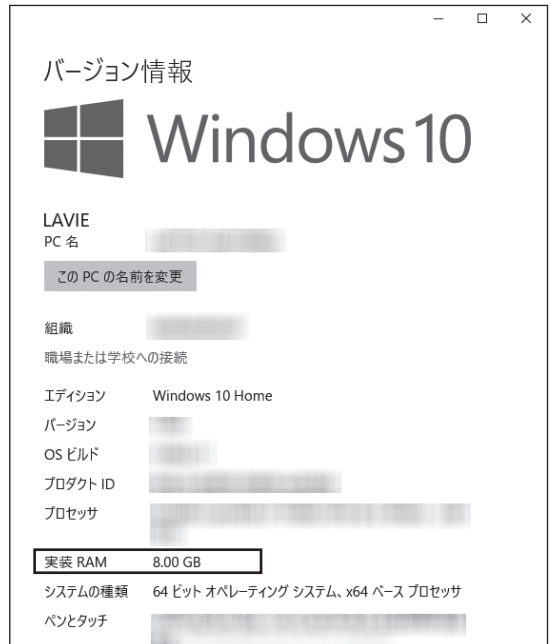 バージョン情報
Windows 10
LAVIE
PC 名
この PC の名前を変更
組織
職場または学校への接続
エディション Windows 10 Home
バージョン
OS ビルド
プロダクト ID
プロセッサ
実装 RAM 8.00 GB
システムの種類 64 ビット オペレーティング システム、x64 ベース プロセッサ
ペンとタッチ